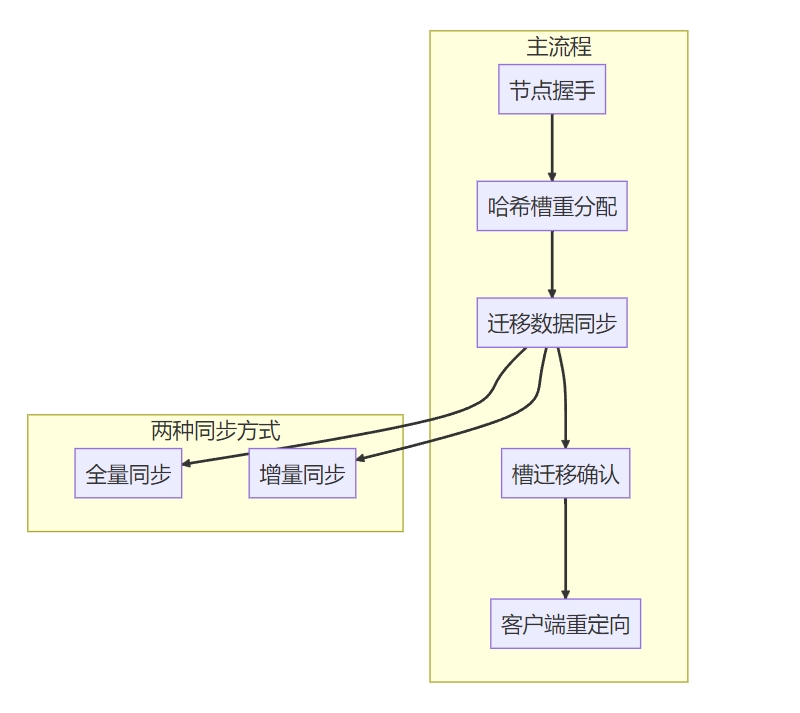 主流程
节点握手
哈希槽重分配
迁移数据同步
两种同步方式
全量同步
增量同步
槽迁移确认
客户端重定向